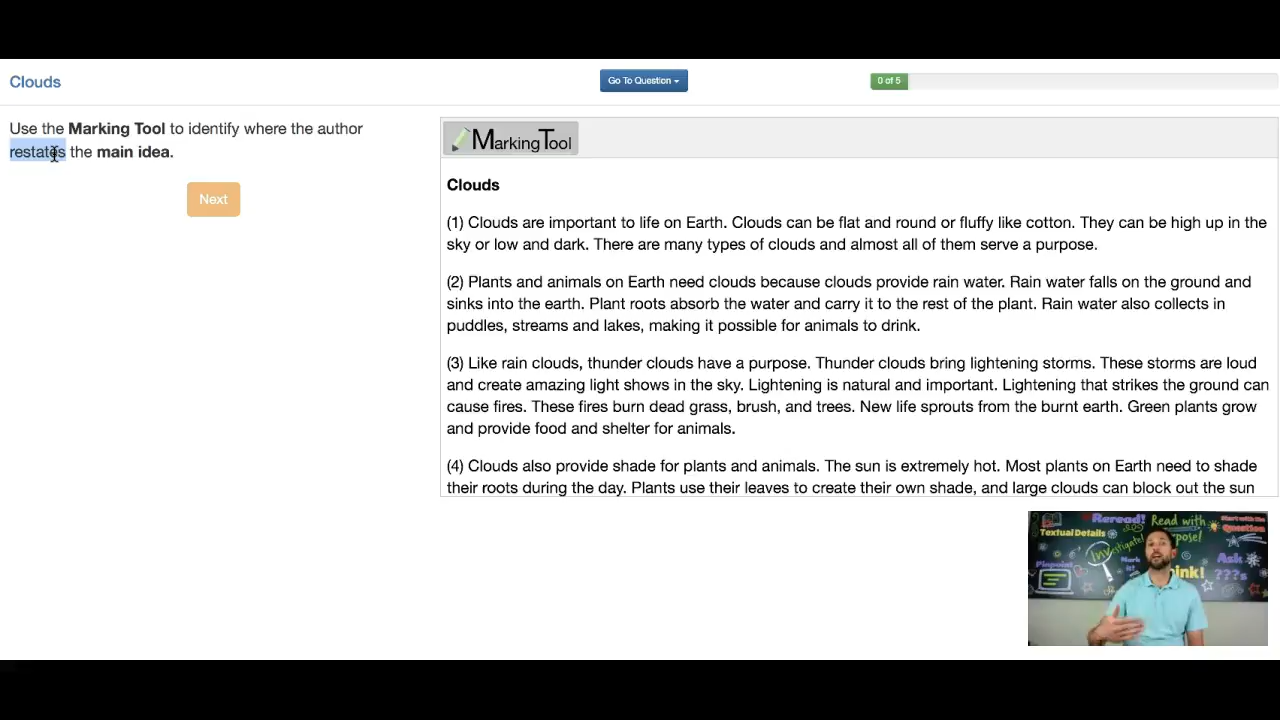 Clouds
Go To Question
0 of 5
Use the Marking Tool to identify where the author
restates the main idea.
Next
MarkingTool
Clouds
(1) Clouds are important to life on Earth. Clouds can be flat and round or fluffy like cotton. They can be high up in the
sky or low and dark. There are many types of clouds and almost all of them serve a purpose.
(2) Plants and animals on Earth need clouds because clouds provide rain water. Rain water falls on the ground and
sinks into the earth. Plant roots absorb the water and carry it to the rest of the plant. Rain water also collects in
puddles, streams and lakes, making it possible for animals to drink.
(3) Like rain clouds, thunder clouds have a purpose. Thunder clouds bring lightening storms. These storms are loud
and create amazing light shows in the sky. Lightening is natural and important. Lightening that strikes the ground can
cause fires. These fires burn dead grass, brush, and trees. New life sprouts from the burnt earth. Green plants grow
and provide food and shelter for animals.
(4) Clouds also provide shade for plants and animals. The sun is extremely hot. Most plants on Earth need to shade
their roots during the day. Plants use their leaves to create their own shade, and large clouds can block out the sun
Reread!
Read with
Start with the
Question
Textual Details
Investigate!
Mark
it!
Pinpoint
Ask
???s